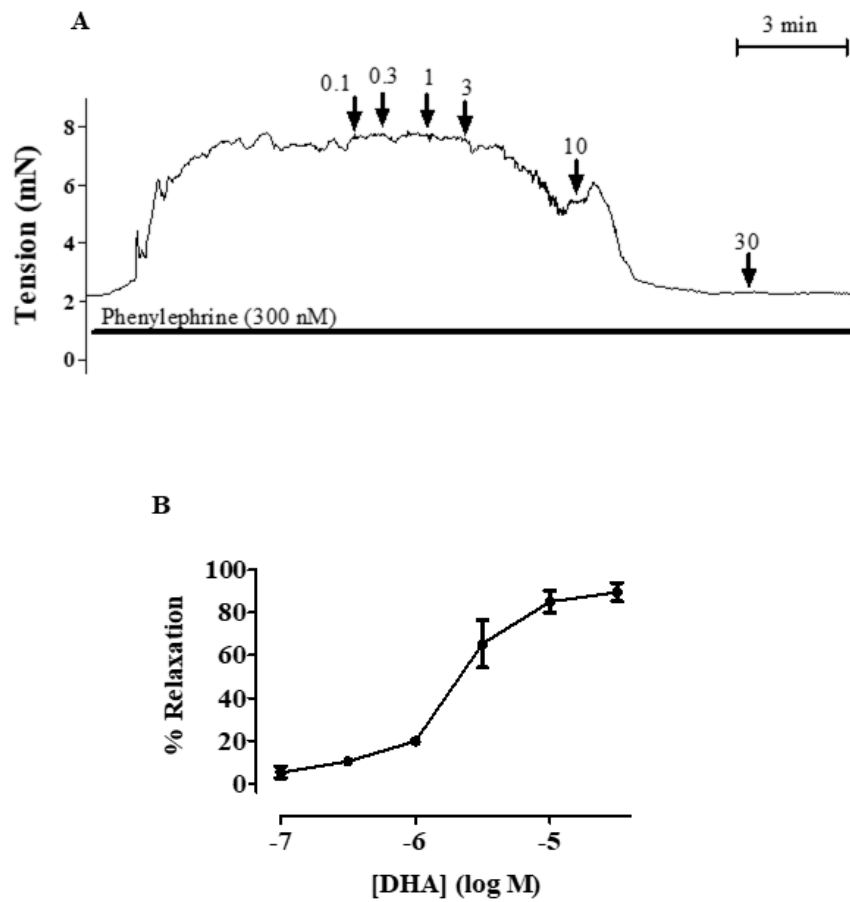 A
3 min
0.1 0.3 1 3
10
30
8
6
4
2
0
Tension (mN)
Phenylephrine (300 nM)
B
100
80
60
40
20
0
% Relaxation
-7 -6 -5
[DHA] (log M)